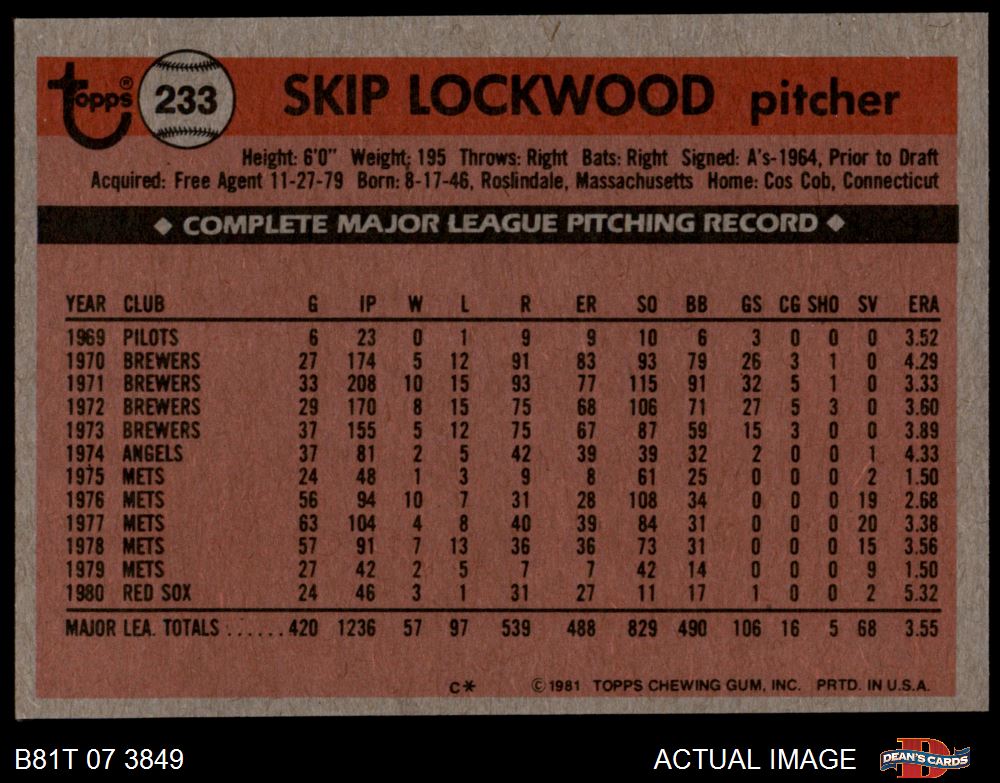 Topps® 233 SKIP LOCKWOOD pitcher
Height: 6'0" Weight: 195 Throws: Right Bats: Right Signed: A's-1964, Prior to Draft
Acquired: Free Agent 11-27-79 Born: 8-17-46, Roslindale, Massachusetts Home: Cos Cob, Connecticut
◆ COMPLETE MAJOR LEAGUE PITCHING RECORD ◆
YEAR CLUB G IP W L R ER SO BB GS CG SHO SV ERA
1969 PILOTS 6 23 0 1 9 9 10 6 3 0 0 0 3.52
1970 BREWERS 27 174 5 12 91 83 93 79 26 3 1 0 4.29
1971 BREWERS 33 208 10 15 93 77 115 91 32 5 1 0 3.33
1972 BREWERS 29 170 8 15 75 68 106 71 27 5 3 0 3.60
1973 BREWERS 37 155 5 12 75 67 87 59 15 3 0 0 3.89
1974 ANGELS 37 81 2 5 42 39 39 32 2 0 0 1 4.33
1975 METS 24 48 1 3 9 8 61 25 0 0 0 2 1.50
1976 METS 56 94 10 7 31 28 108 34 0 0 0 19 2.68
1977 METS 63 104 4 8 40 39 84 31 0 0 0 20 3.38
1978 METS 57 91 7 13 36 36 73 31 0 0 0 15 3.56
1979 METS 27 42 2 5 7 7 42 14 0 0 0 9 1.50
1980 RED SOX 24 46 3 1 31 27 11 17 1 0 0 2 5.32
MAJOR LEA. TOTALS ...... 420 1236 57 97 539 488 829 490 106 16 5 68 3.55
C* ©1981 TOPPS CHEWING GUM, INC. PRTD. IN U.S.A.
B81T 07 3849 ACTUAL IMAGE DEAN'S CARDS